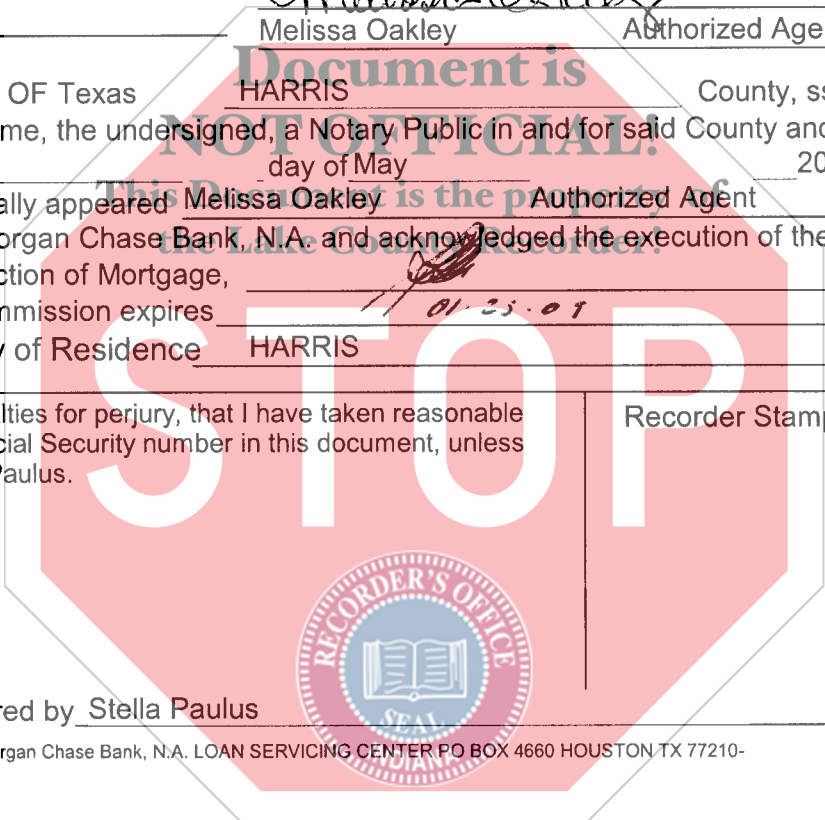 Melissa Oakley Authorized Age
Document is
OF Texas HARRIS County, ss
me, the undersigned, a Notary Public in and for said County and
NOT OFFICIAL!
day of May 20
This Document is the property of
ally appeared Melissa Oakley Authorized Agent
organ Chase Bank, N.A. and acknowledged the execution of the
the Lake County Recorder!
ction of Mortgage,
mmission expires
y of Residence HARRIS
STOP
lties for perjury, that I have taken reasonable
cial Security number in this document, unless
Paulus.
Recorder Stamp
RECORDER'S OFFICE
SEAL
INDIANA
red by Stella Paulus
rgan Chase Bank, N.A. LOAN SERVICING CENTER PO BOX 4660 HOUSTON TX 77210-